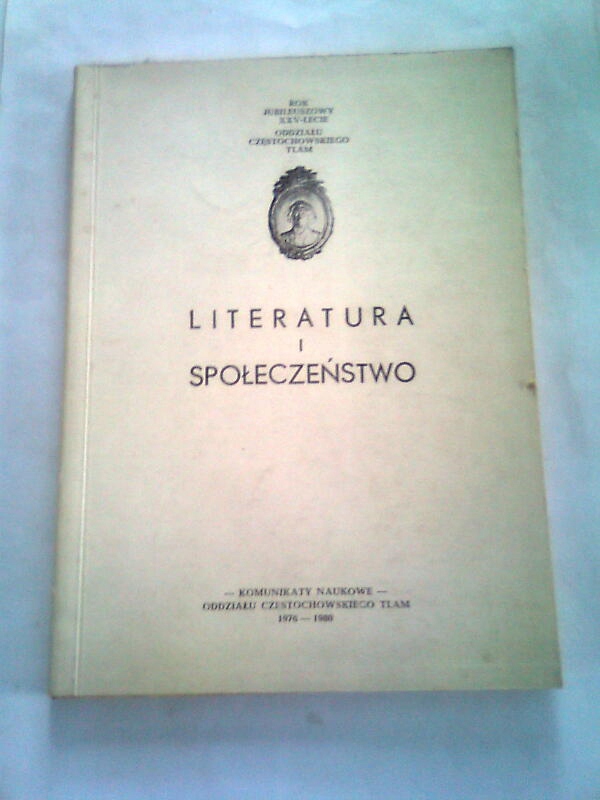 ROK
JUBILEUSZOWY
XXV-LECIE
ODDZIAŁU
CZĘSTOCHOWSKIEGO
TLAM
LITERATURA
I
SPOŁECZEŃSTWO
— KOMUNIKATY NAUKOWE —
ODDZIAŁU CZĘSTOCHOWSKIEGO TLAM
1976 — 1980